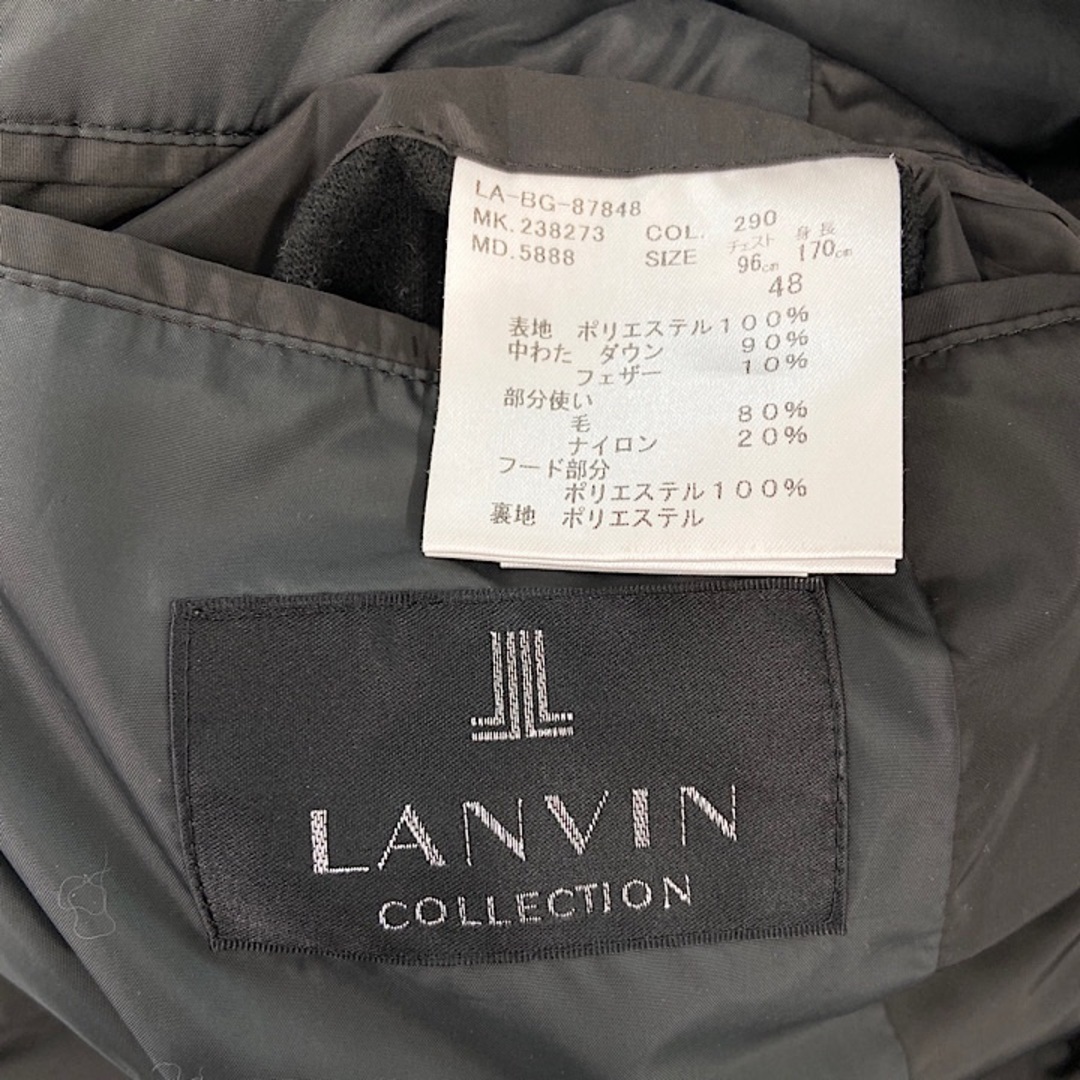 LA-BG-87848
MK.238273 COL. 290 チェスト 身長
MD.5888 SIZE 96cm 170cm
48
表地 ポリエステル100%
中わた ダウン 90%
フェザー 10%
部分使い
毛 80%
ナイロン 20%
フード部分
ポリエステル100%
裏地 ポリエステル
LANVIN
COLLECTION